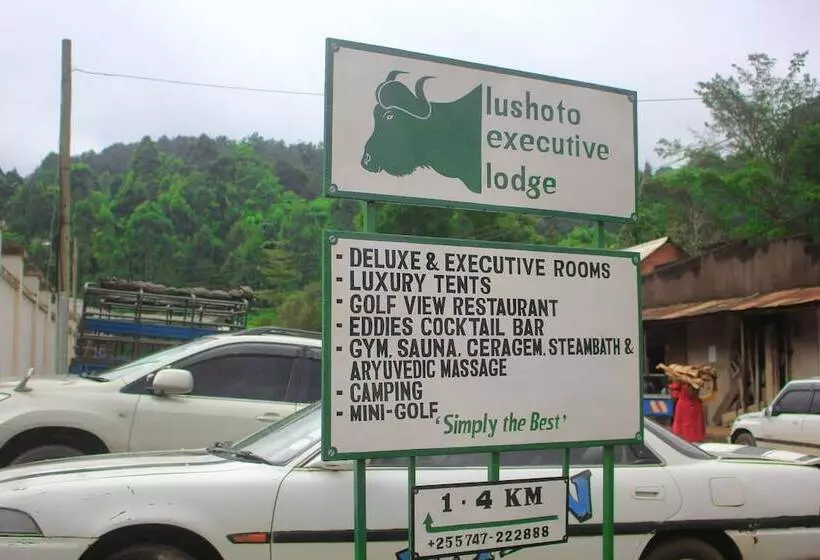 lushoto
executive
lodge
- DELUXE & EXECUTIVE ROOMS
- LUXURY TENTS
- GOLF VIEW RESTAURANT
- EDDIES COCKTAIL BAR
- GYM, SAUNA, CERAGEM, STEAMBATH &
ARYUVEDIC MASSAGE
- CAMPING
- MINI-GOLF
'Simply the Best'
1·4 KM
+255747-222888